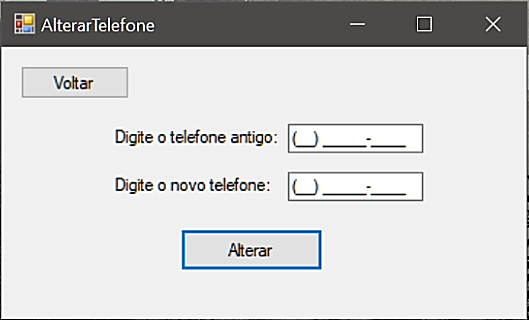 AlterarTelefone
Voltar
Digite o telefone antigo: (__) _____-____
Digite o novo telefone: (__) _____-____
Alterar